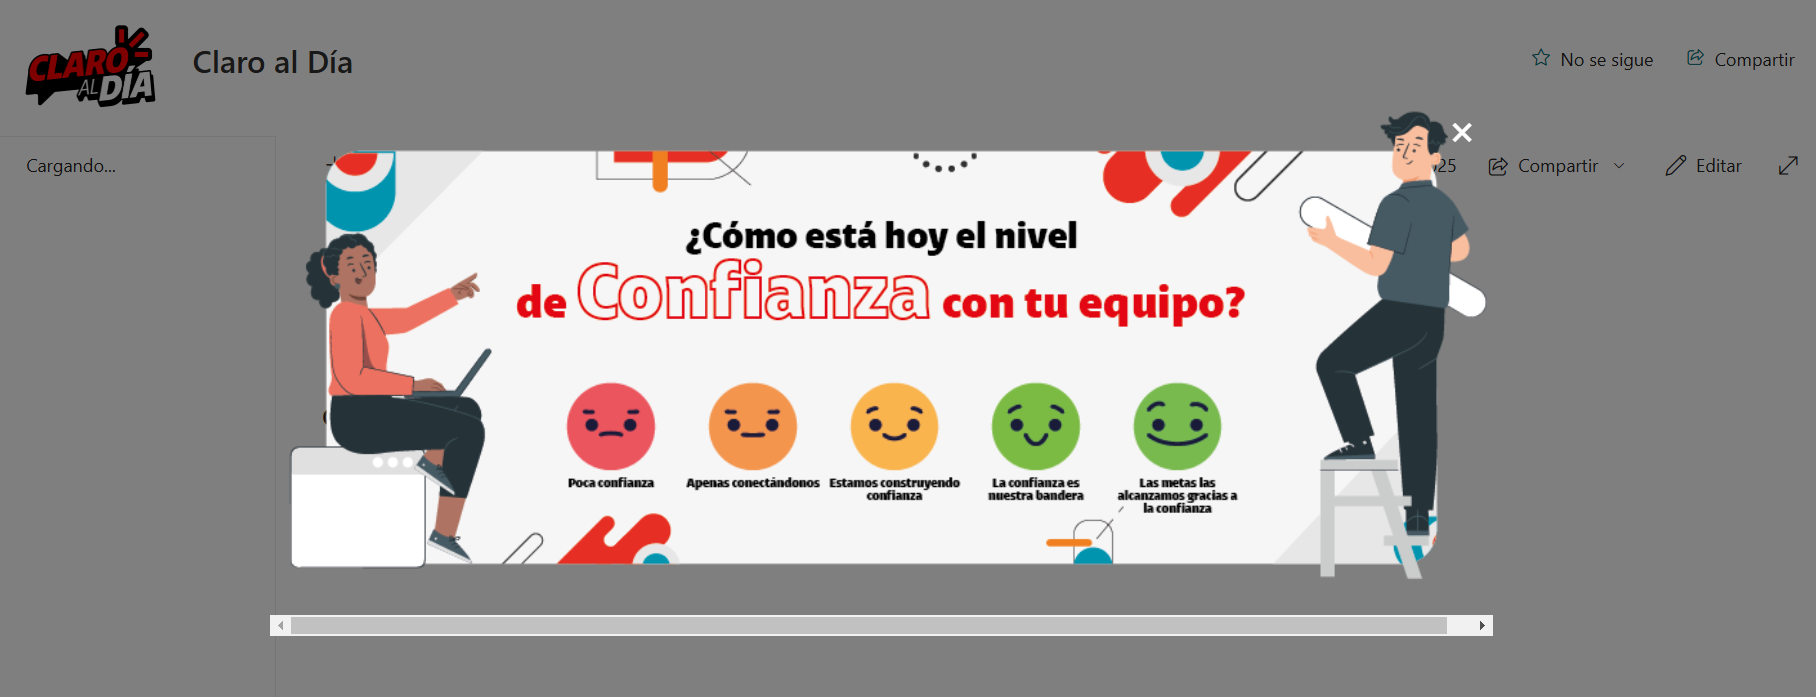 CLARO
AL DÍA
Claro al Día
No se sigue
Compartir
Cargando...
25
Compartir
Editar
¿Cómo está hoy el nivel
de Confianza con tu equipo?
Poca confianza
Apenas conectándonos
Estamos construyendo
confianza
La confianza es
nuestra bandera
Las metas las
alcanzamos gracias a
la confianza